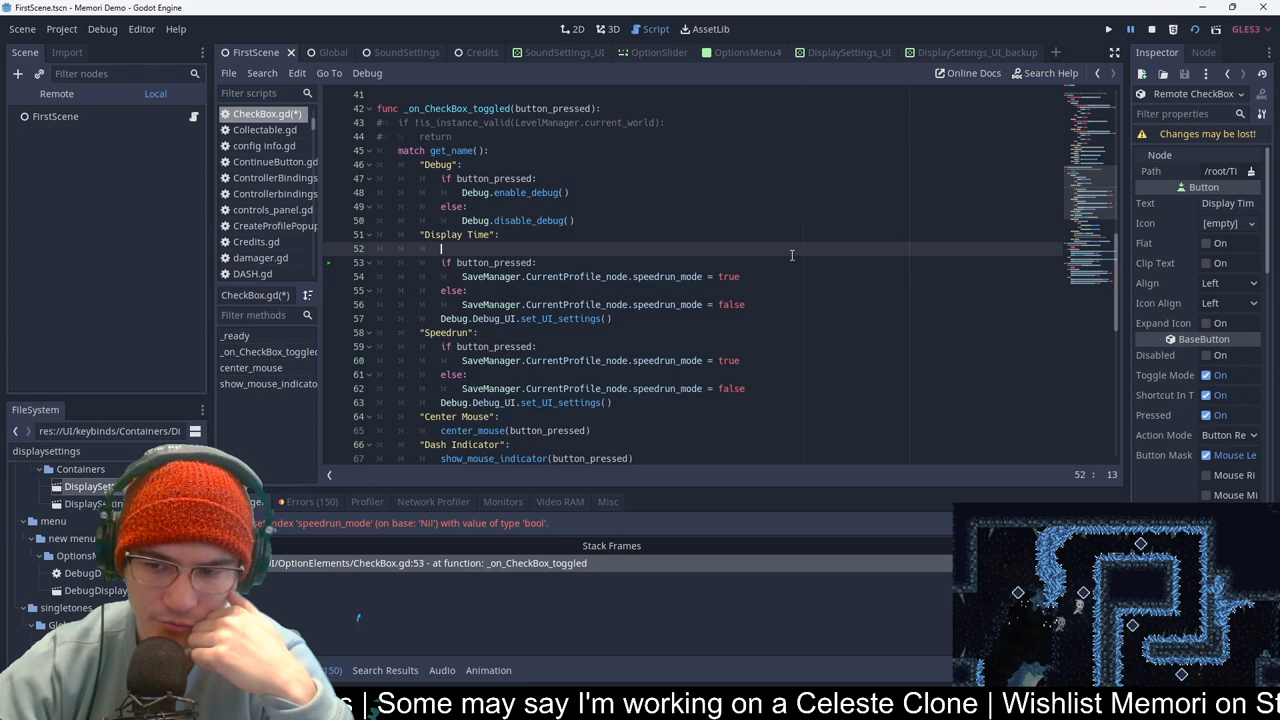 FirstScene.tscn - Memori Demo - Godot Engine
Scene Project Debug Editor Help
2D 3D Script AssetLib
GLES3
Scene Import
FirstScene Global SoundSettings Credits SoundSettings_UI OptionSlider OptionsMenu4 DisplaySettings_UI DisplaySettings_UI_backup
Inspector Node
Filter nodes
File Search Edit Go To Debug
Online Docs Search Help
Remote Local
Filter scripts
Remote CheckBox
FirstScene
CheckBox.gd(*)
Collectable.gd
config info.gd
ContinueButton.gd
ControllerBindings
Controllerbindings
controls_panel.gd
CreateProfilePopup
Credits.gd
damager.gd
DASH.gd
CheckBox.gd(*)
Filter methods
_ready
_on_CheckBox_toggled
center_mouse
show_mouse_indicato
41
42 func _on_CheckBox_toggled(button_pressed):
43 # if !is_instance_valid(LevelManager.current_world):
44 # return
45 match get_name():
46 "Debug":
47 if button_pressed:
48 Debug.enable_debug()
49 else:
50 Debug.disable_debug()
51 "Display Time":
52
53 if button_pressed:
54 SaveManager.CurrentProfile_node.speedrun_mode = true
55 else:
56 SaveManager.CurrentProfile_node.speedrun_mode = false
57 Debug.Debug_UI.set_UI_settings()
58 "Speedrun":
59 if button_pressed:
60 SaveManager.CurrentProfile_node.speedrun_mode = true
61 else:
62 SaveManager.CurrentProfile_node.speedrun_mode = false
63 Debug.Debug_UI.set_UI_settings()
64 "Center Mouse":
65 center_mouse(button_pressed)
66 "Dash Indicator":
67 show_mouse_indicator(button_pressed)
52 : 13
Filter properties
Changes may be lost!
Node
Path /root/Ti
Button
Text Display Tim
Icon [empty]
Flat On
Clip Text On
Align Left
Icon Align Left
Expand Icon On
BaseButton
Disabled On
Toggle Mode On
Shortcut In T On
Pressed On
Action Mode Button Re
Button Mask Mouse Le
Mouse Ri
Mouse Mi
FileSystem
res://UI/keybinds/Containers/Di
displaysettings
Containers
DisplaySet
menu
new menu
OptionsM
DebugD
DebugDisplay
singletones
Errors (150) Profiler Network Profiler Monitors Video RAM Misc
index 'speedrun_mode' (on base: 'Nil') with value of type 'bool'.
Stack Frames
I/OptionElements/CheckBox.gd:53 - at function: _on_CheckBox_toggled
150) Search Results Audio Animation
| Some may say I'm working on a Celeste Clone | Wishlist Memori on